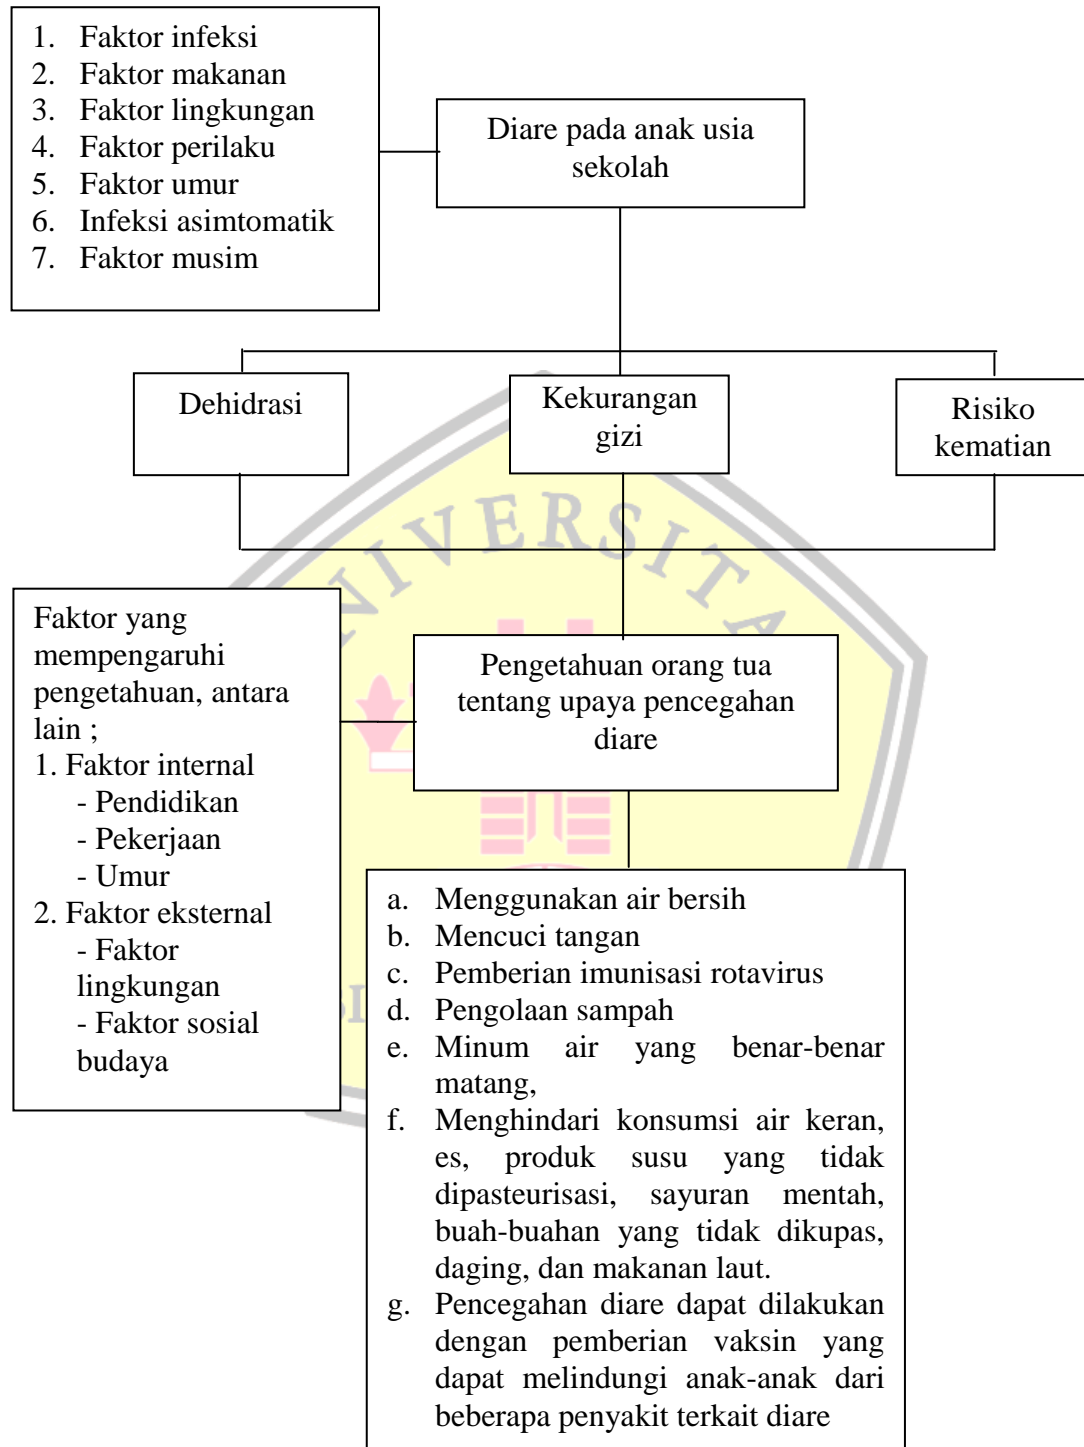 1. Faktor infeksi
2. Faktor makanan
3. Faktor lingkungan
4. Faktor perilaku
5. Faktor umur
6. Infeksi asimtomatik
7. Faktor musim
Diare pada anak usia
sekolah
Dehidrasi
Kekurangan
gizi
Risiko
kematian
NIVERSITA
Faktor yang
mempengaruhi
pengetahuan, antara
lain ;
1. Faktor internal
- Pendidikan
- Pekerjaan
- Umur
2. Faktor eksternal
- Faktor
lingkungan
- Faktor sosial
budaya
Pengetahuan orang tua
tentang upaya pencegahan
diare
a. Menggunakan air bersih
b. Mencuci tangan
c. Pemberian imunisasi rotavirus
d. Pengolaan sampah
e. Minum air yang benar-benar
matang,
f. Menghindari konsumsi air keran,
es, produk susu yang tidak
dipasteurisasi, sayuran mentah,
buah-buahan yang tidak dikupas,
daging, dan makanan laut.
g. Pencegahan diare dapat dilakukan
dengan pemberian vaksin yang
dapat melindungi anak-anak dari
beberapa penyakit terkait diare